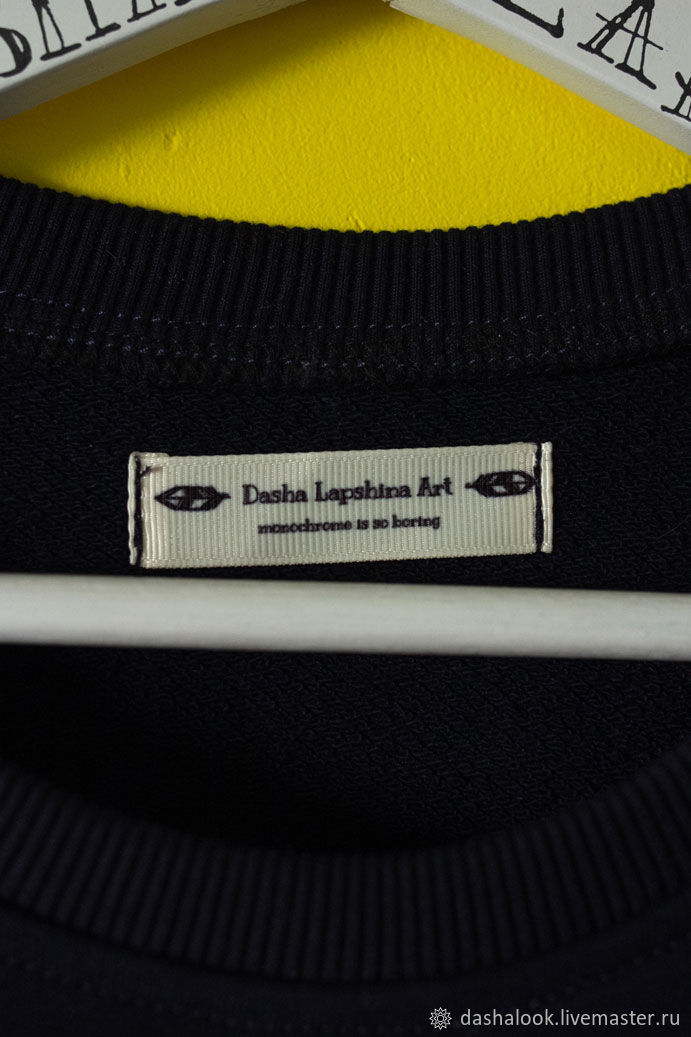 Dasha Lapshina Art
monochrome is so boring
dashalook.livemaster.ru